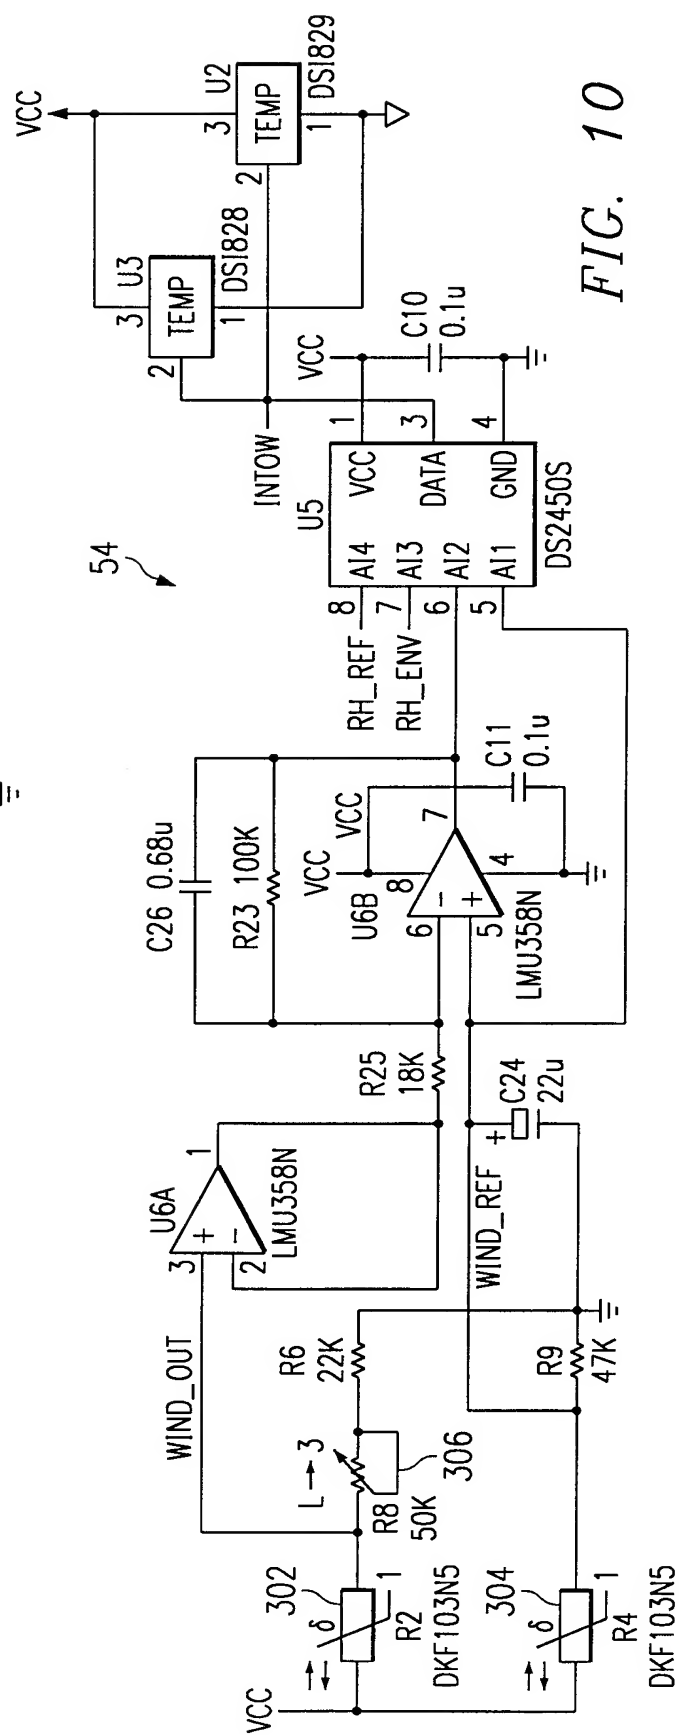 54
VCC
302
δ
1
R2
DKF103N5
304
δ
1
R4
DKF103N5
WIND_OUT
L → 3
R8
50K
306
R6
22K
R9
47K
3
2
+
−
U6A
1
LMU358N
WIND_REF
+
C24
22u
R25
18K
C26 0.68u
R23 100K
VCC
VCC
U6B
8
6
5
−
+
7
4
LMU358N
C11
0.1u
RH_REF
RH_ENV
8
7
6
5
U5
AI4
AI3
AI2
AI1
VCC
DATA
GND
DS2450S
1
3
4
INTOW
VCC
C10
0.1u
VCC
U3
3
TEMP
2
1
DS1828
U2
3
TEMP
2
1
DS1829
FIG. 10